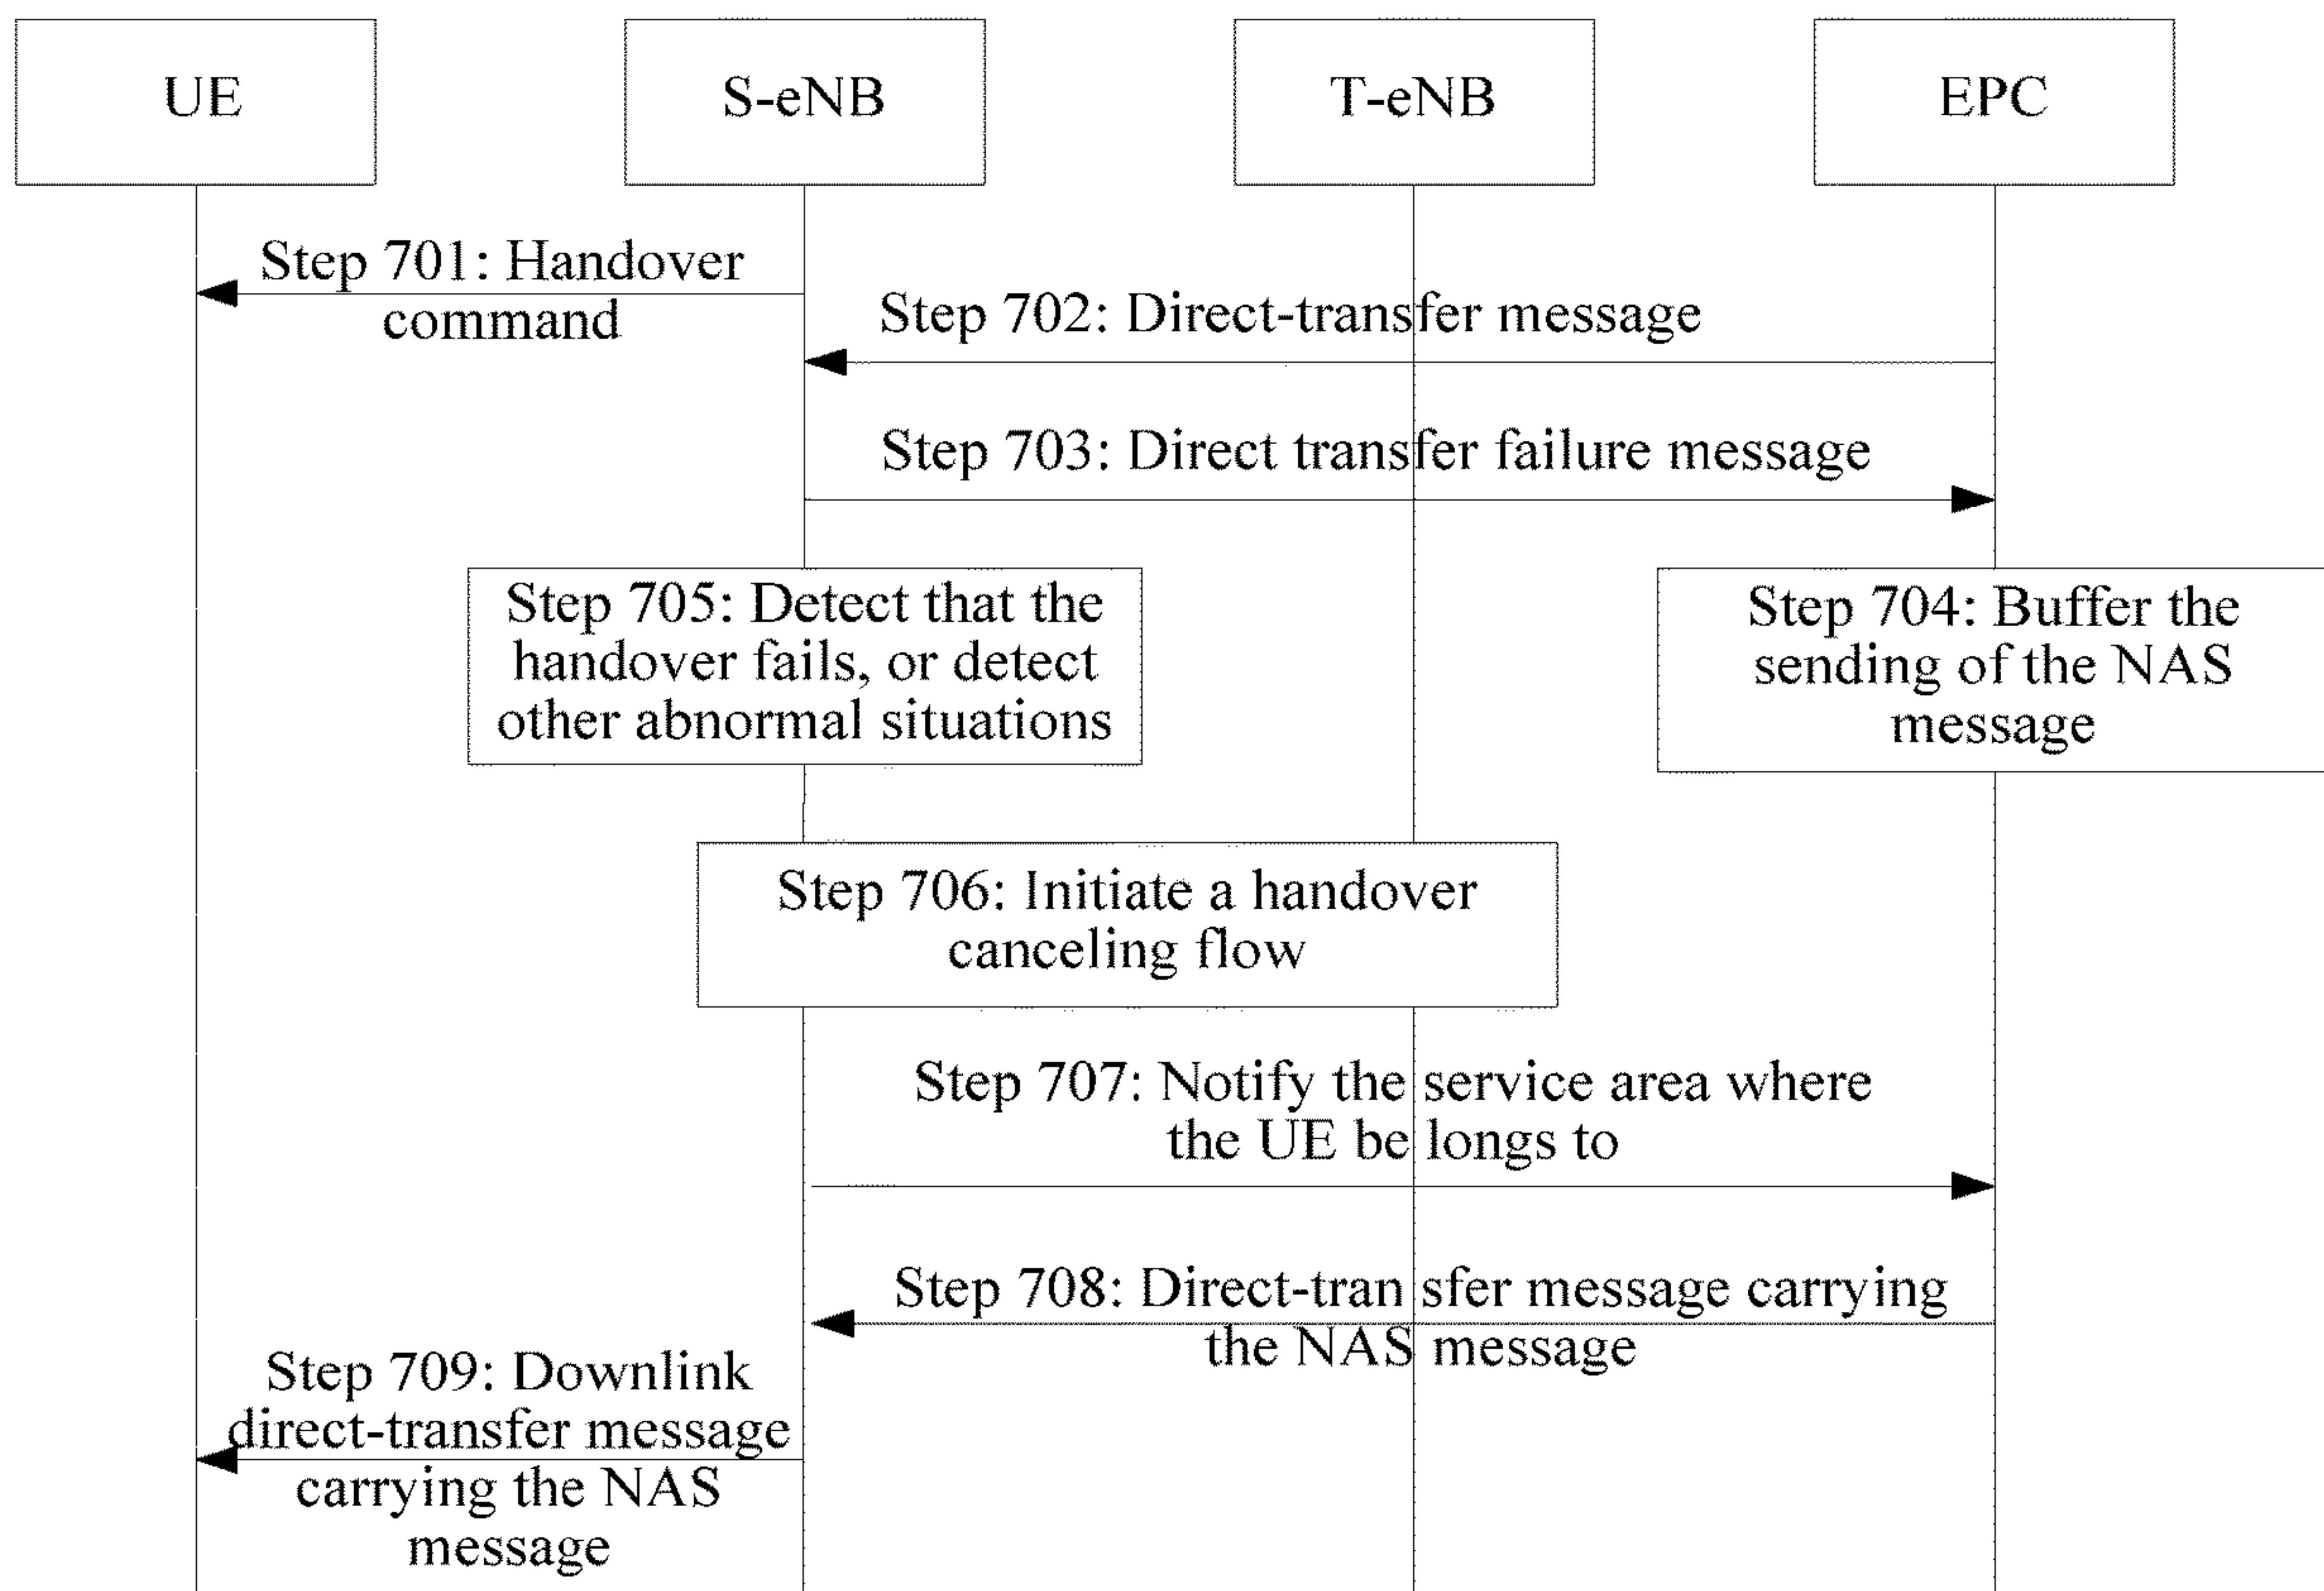 UE
S-eNB
T-eNB
EPC
Step 701: Handover
command
Step 702: Direct-transfer message
Step 703: Direct transfer failure message
Step 705: Detect that the
handover fails, or detect
other abnormal situations
Step 704: Buffer the
sending of the NAS
message
Step 706: Initiate a handover
canceling flow
Step 707: Notify the service area where
the UE be longs to
Step 708: Direct-tran sfer message carrying
the NAS message
Step 709: Downlink
direct-transfer message
carrying the NAS
message